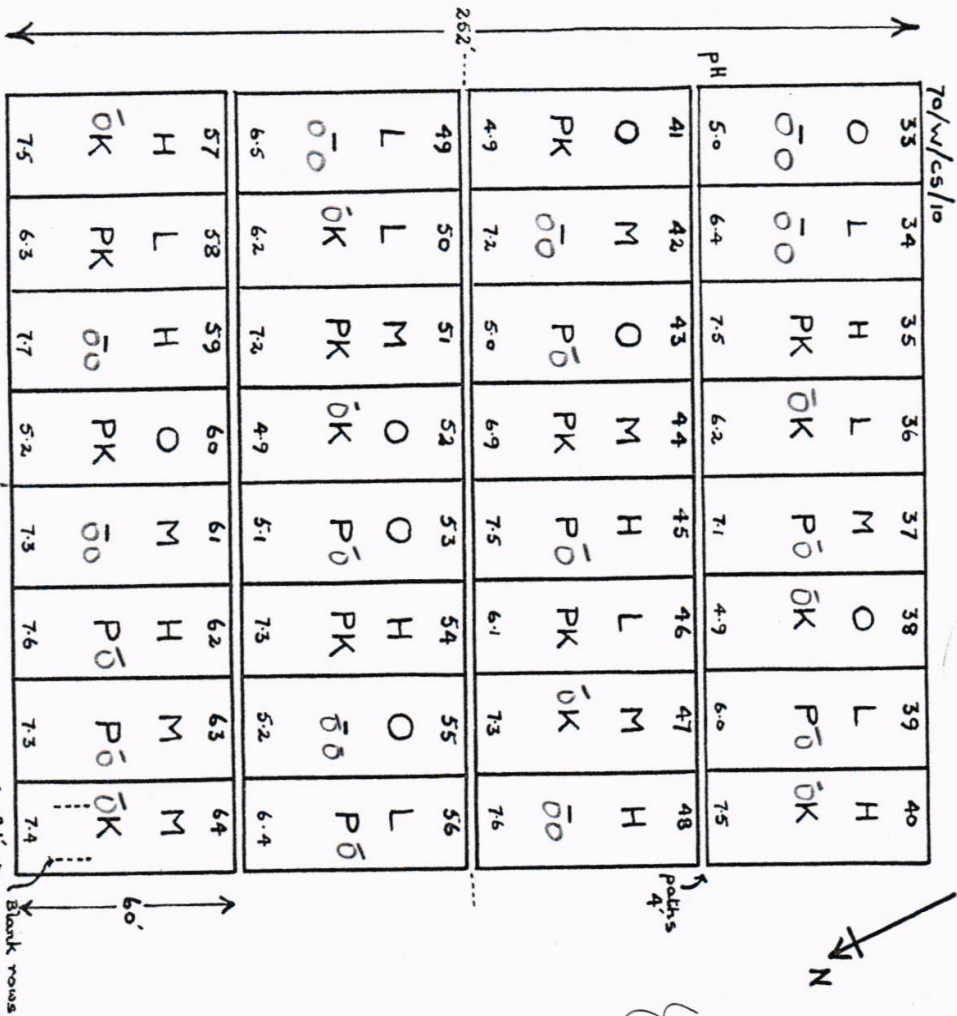 70/W/CS/10
33 34 35 36 37 38 39 40
O L H L M O L H
ŌŌ ŌŌ PK ŌK PŌ ŌK PŌ ŌK
pH 5.0 6.4 7.5 6.2 7.1 4.9 6.0 7.5
paths 4'
N
41 42 43 44 45 46 47 48
O M O M H L M H
PK ŌŌ PŌ PK PŌ PK ŌK ŌŌ
4.9 7.2 5.0 6.9 7.5 6.1 7.3 7.6
252'
49 50 51 52 53 54 55 56
L L M O O H O L
ŌŌ ŌK PK ŌK PŌ PK ŌŌ PŌ
6.5 6.2 7.2 4.9 5.1 7.3 5.2 6.4
57 58 59 60 61 62 63 64
H L H O M H M M
ŌK PK ŌŌ PK ŌŌ PŌ PŌ ŌK
7.5 6.3 7.7 5.2 7.3 7.6 7.3 7.4
60'
Blank rows